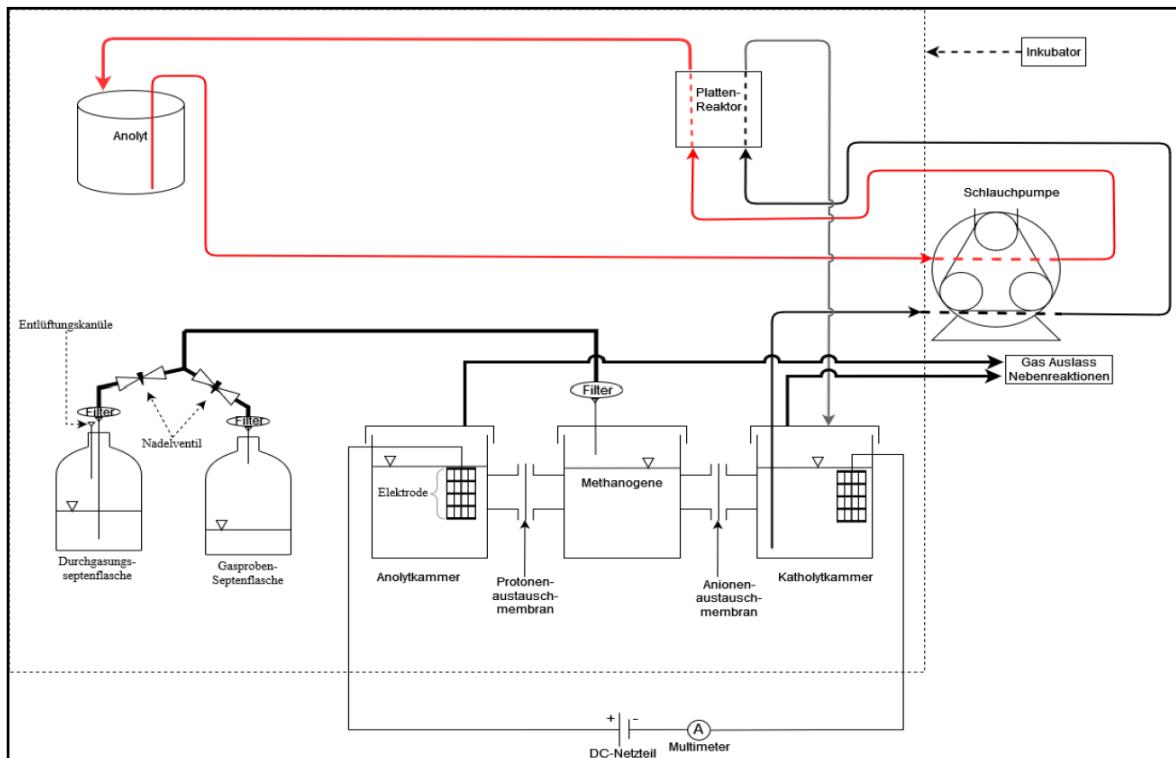 Inkubator
Platten-
Reaktor
Anolyt
Schlauchpumpe
Entlüftungskanüle
Gas Auslass
Nebenreaktionen
Filter
Filter
Filter
Nadelventil
Methanogene
Elektrode
Durchgasungs-
septenflasche
Gasproben-
Septenflasche
Anolytkammer
Protonen-
austausch-
membran
Anionen-
austausch-
membran
Katholytkammer
+ -
A
DC-Netzteil
Multimeter